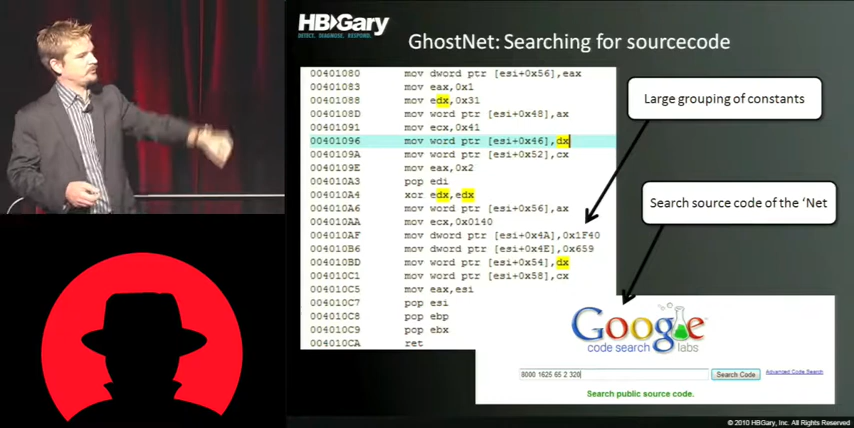 HBGary
DETECT. DIAGNOSE. RESPOND.
GhostNet: Searching for sourcecode
00401080 mov dword ptr [esi+0x56],eax
00401083 mov eax,0x1
00401088 mov edx,0x31
0040108D mov word ptr [esi+0x48],ax
00401091 mov ecx,0x41
00401096 mov word ptr [esi+0x46],dx
0040109A mov word ptr [esi+0x52],cx
0040109E mov eax,0x2
004010A3 pop edi
004010A4 xor edx,edx
004010A6 mov word ptr [esi+0x56],ax
004010AA mov ecx,0x0140
004010AF mov dword ptr [esi+0x4A],0x1F40
004010B6 mov dword ptr [esi+0x4E],0x659
004010BD mov word ptr [esi+0x54],dx
004010C1 mov word ptr [esi+0x58],cx
004010C5 mov eax,esi
004010C7 pop esi
004010C8 pop ebp
004010C9 pop ebx
004010CA ret
Large grouping of constants
Search source code of the ‘Net
Google
code search labs
8000 1625 65 2 320
Search Code
Advanced Code Search
Search public source code.
© 2010 HBGary, Inc. All Rights Reserved